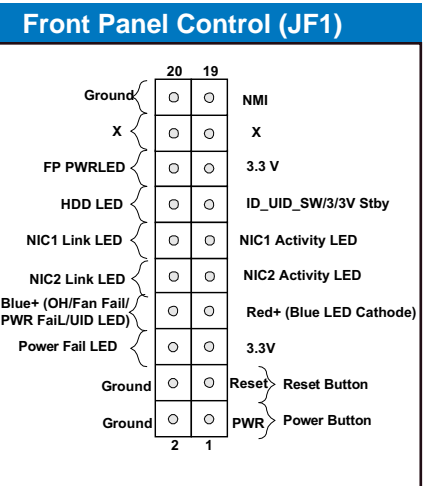 Front Panel Control (JF1)
20 19
Ground NMI
X X
FP PWRLED 3.3 V
HDD LED ID_UID_SW/3/3V Stby
NIC1 Link LED NIC1 Activity LED
NIC2 Link LED NIC2 Activity LED
Blue+ (OH/Fan Fail/
PWR FaiL/UID LED) Red+ (Blue LED Cathode)
Power Fail LED 3.3V
Ground Reset Reset Button
Ground PWR Power Button
2 1